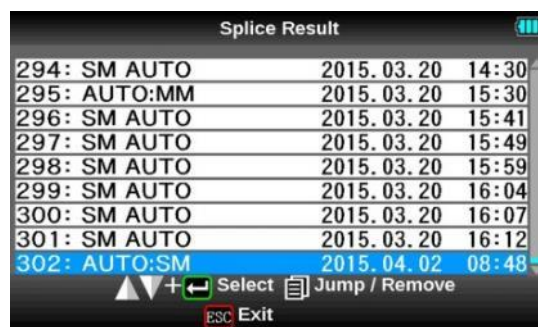 Splice Result
294: SM AUTO 2015.03.20 14:30
295: AUTO:MM 2015.03.20 15:30
296: SM AUTO 2015.03.20 15:41
297: SM AUTO 2015.03.20 15:49
298: SM AUTO 2015.03.20 15:59
299: SM AUTO 2015.03.20 16:04
300: SM AUTO 2015.03.20 16:07
301: SM AUTO 2015.03.20 16:12
302: AUTO:SM 2015.04.02 08:48
+ Select Jump / Remove
ESC Exit